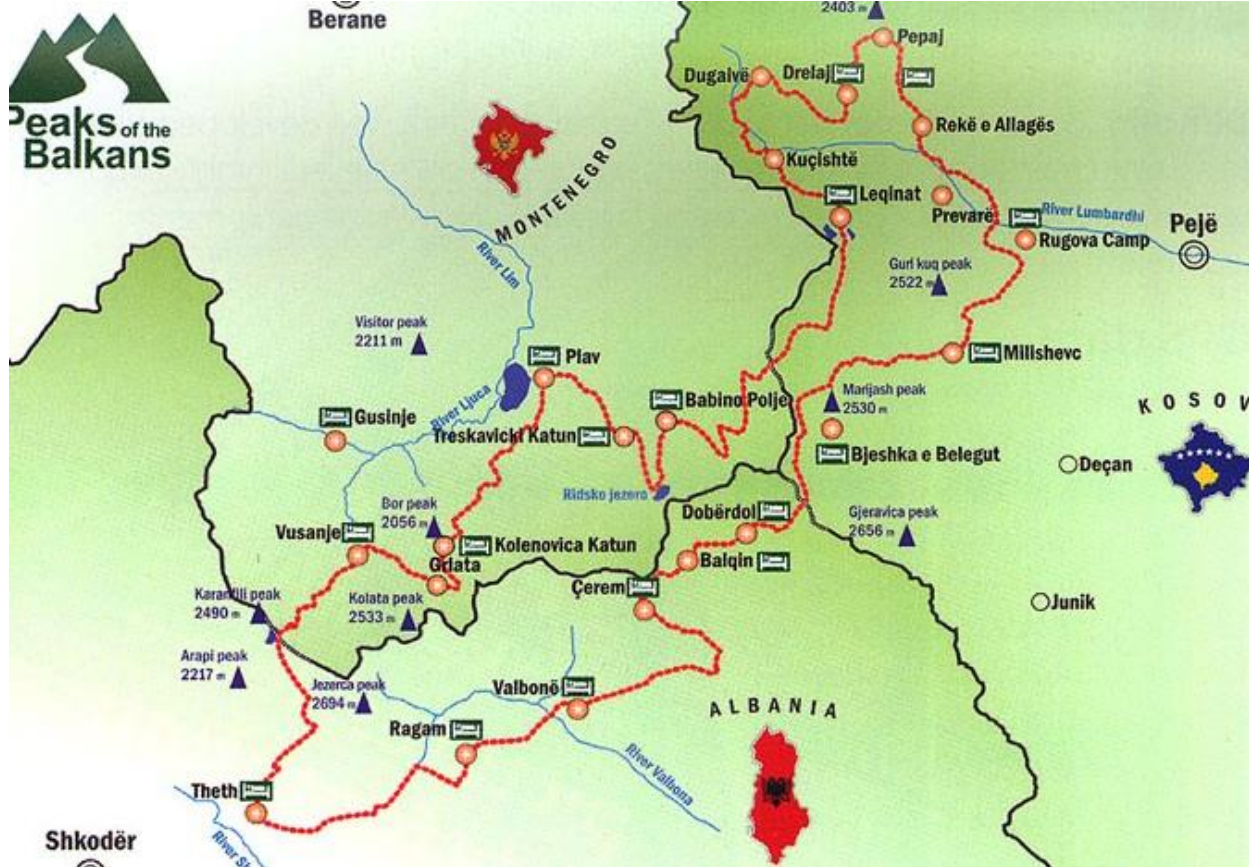 Peaks of the
Balkans
Berane
2403 m
Pepaj
Dugaivë
Drelaj
Rekë e Allagës
Kuçishtë
Leqinat
Prevarë
River Lumbardhi
Rugova Camp
Pejë
MONTENEGRO
River Lim
Guri kuq peak
2522 m
Visitor peak
2211 m
Plav
Milishevc
Marijash peak
2530 m
KOSOV
River Ljuca
Gusinje
Babino Polje
Treskavicki Katun
Bjeshka e Belegut
Deçan
Ridsko jezero
Bor peak
2056 m
Dobërdol
Gjeravica peak
2656 m
Vusanje
Kolenovica Katun
Grlata
Balqin
Çerem
Junik
Karanfili peak
2490 m
Kolata peak
2533 m
Arapi peak
2217 m
Jezerca peak
2694 m
Valbonë
ALBANIA
Ragam
River Valbona
Theth
Shkodër
River